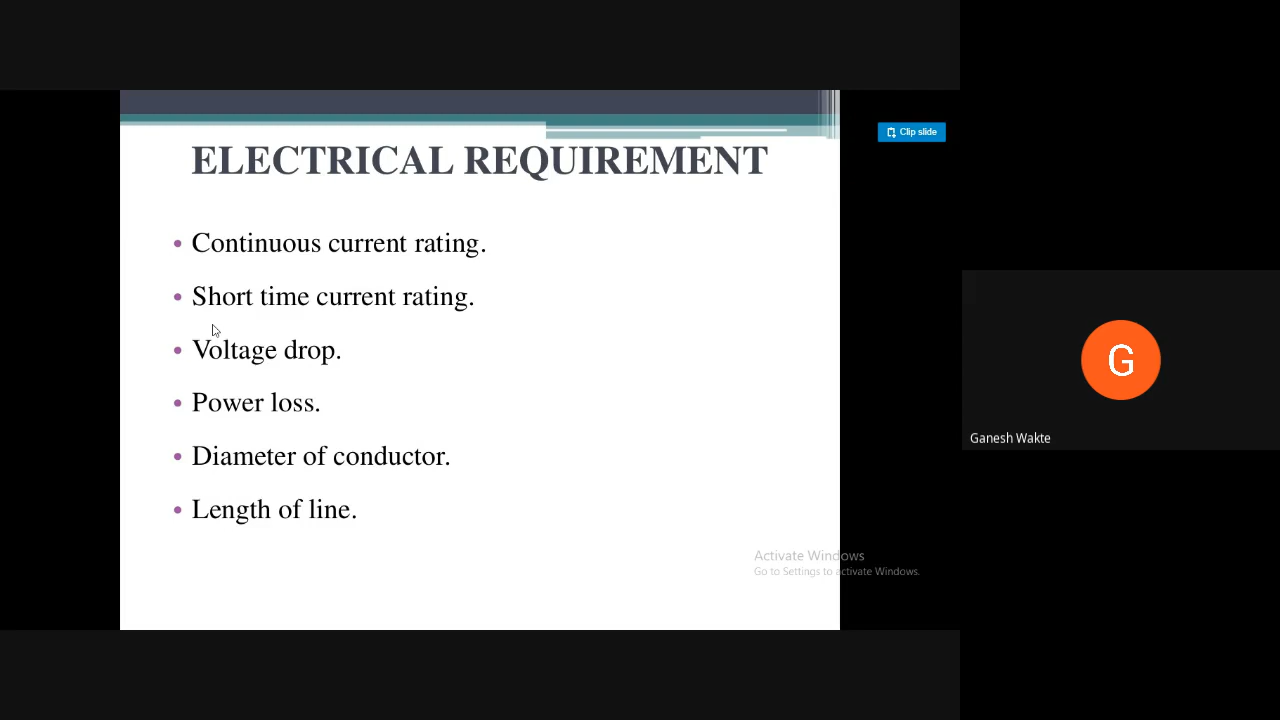 Clip slide
ELECTRICAL REQUIREMENT
• Continuous current rating.
• Short time current rating.
• Voltage drop.
• Power loss.
• Diameter of conductor.
• Length of line.
G
Ganesh Wakte
Activate Windows
Go to Settings to activate Windows.